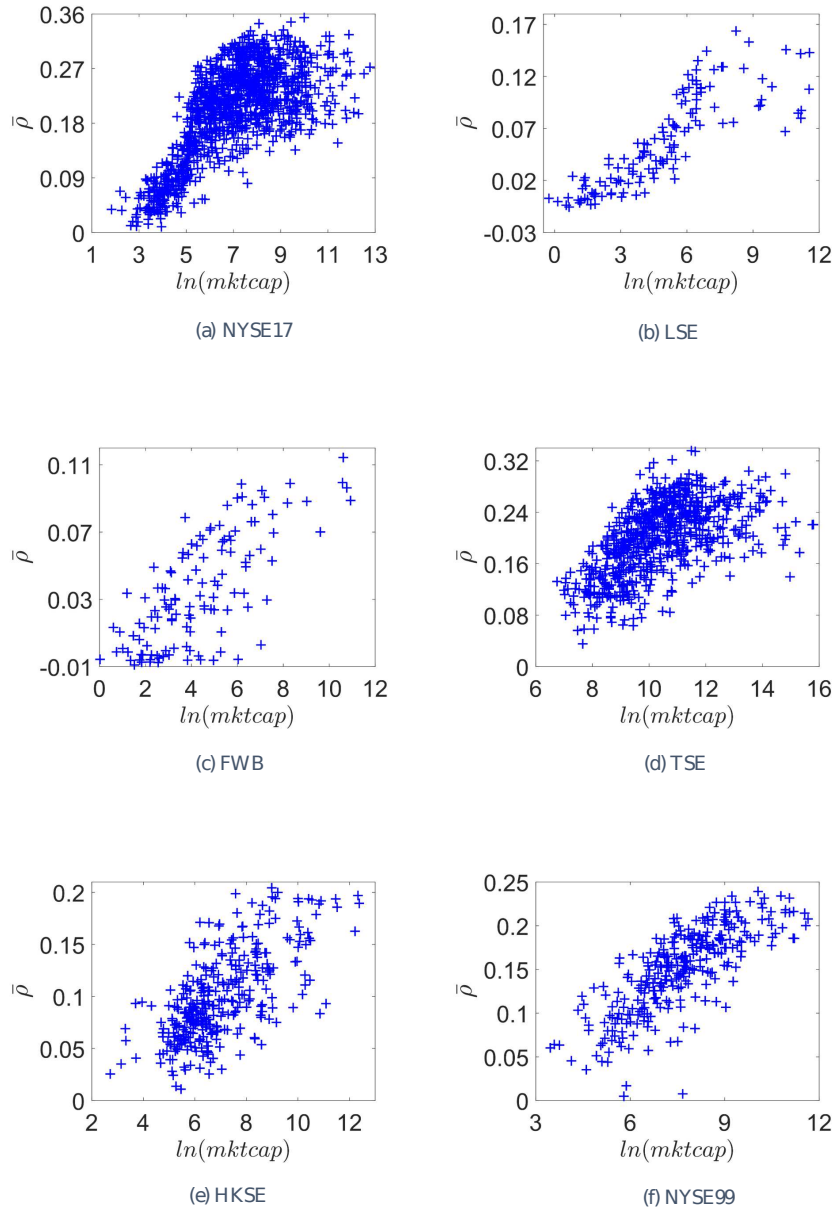 0.36
0.27
0.18
0.09
0
ρ̄
1 3 5 7 9 11 13
ln(mktcap)
(a) NYSE17
0.17
0.12
0.07
0.02
-0.03
ρ̄
0 3 6 9 12
ln(mktcap)
(b) LSE
0.11
0.07
0.03
-0.01
ρ̄
0 2 4 6 8 10 12
ln(mktcap)
(c) FWB
0.32
0.24
0.16
0.08
0
ρ̄
6 8 10 12 14 16
ln(mktcap)
(d) TSE
0.2
0.15
0.1
0.05
0
ρ̄
2 4 6 8 10 12
ln(mktcap)
(e) HKSE
0.25
0.2
0.15
0.1
0.05
0
ρ̄
3 6 9 12
ln(mktcap)
(f) NYSE99